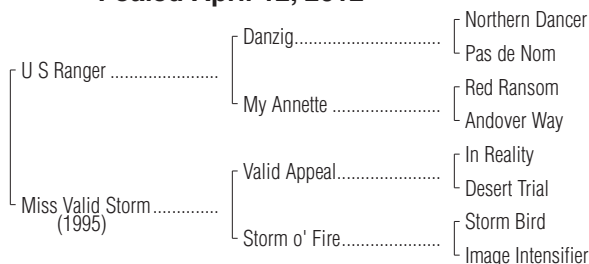 Foaled April 12, 2012
Northern Dancer
Danzig
Pas de Nom
U S Ranger
Red Ransom
My Annette
Andover Way
In Reality
Valid Appeal
Desert Trial
Miss Valid Storm
(1995)
Storm Bird
Storm o' Fire
Image Intensifier